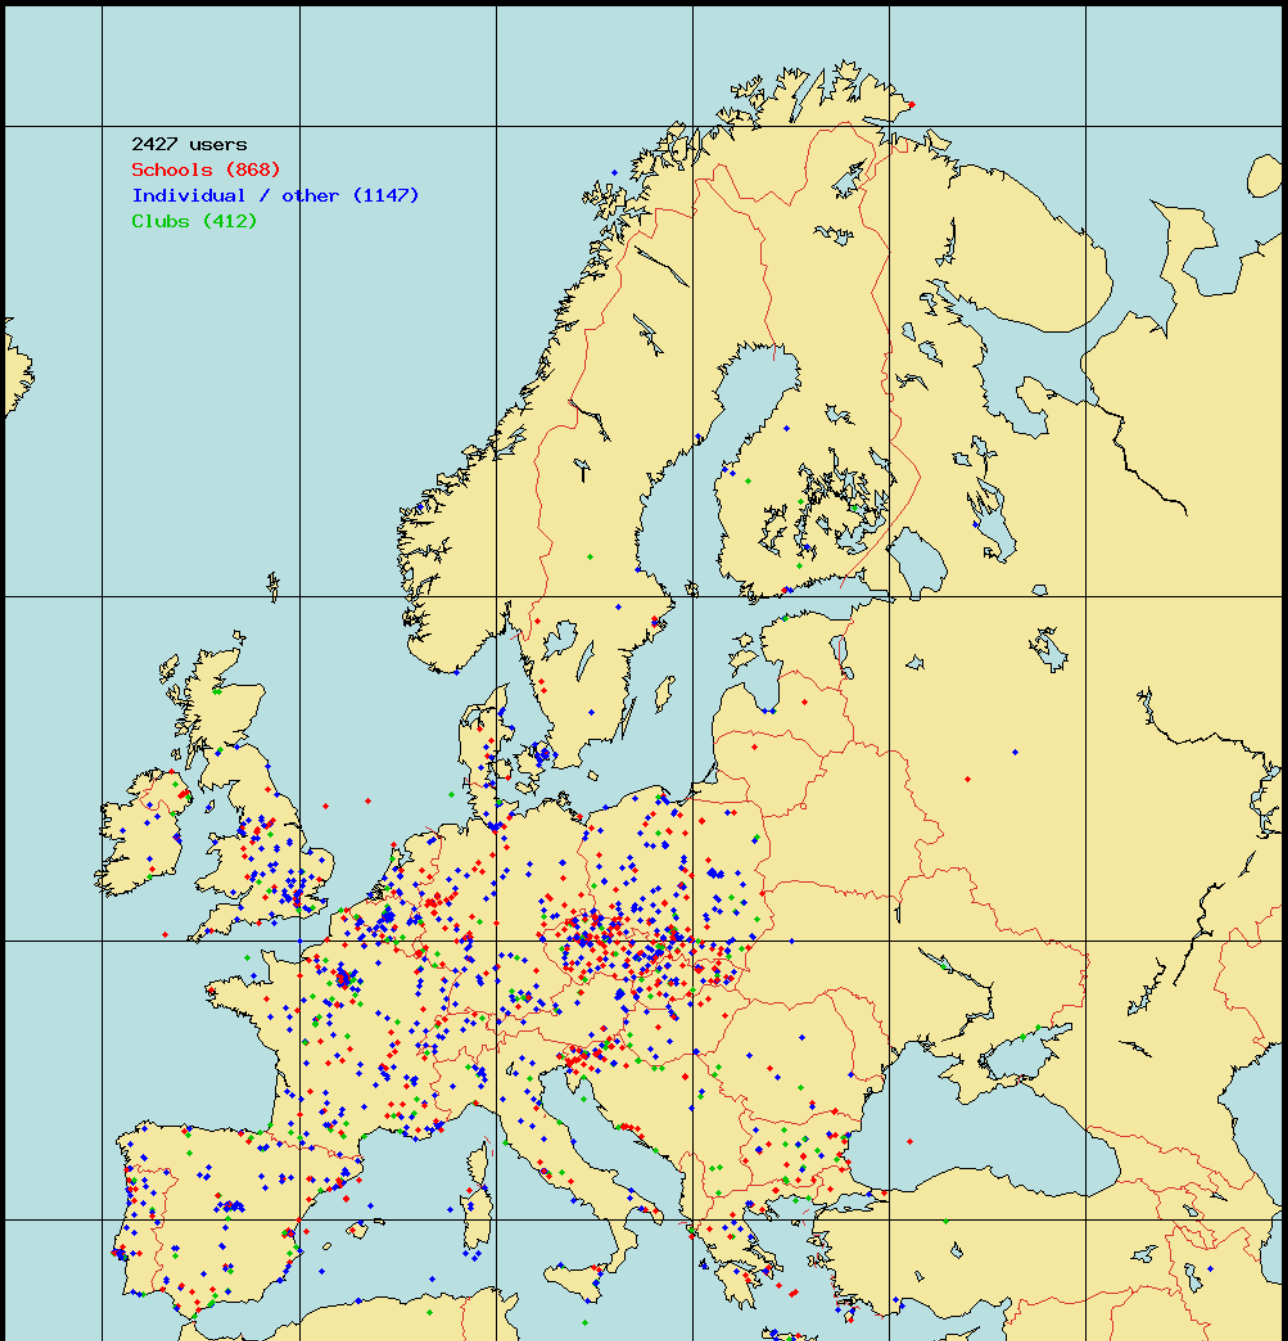 2427 users
Schools (868)
Individual / other (1147)
Clubs (412)